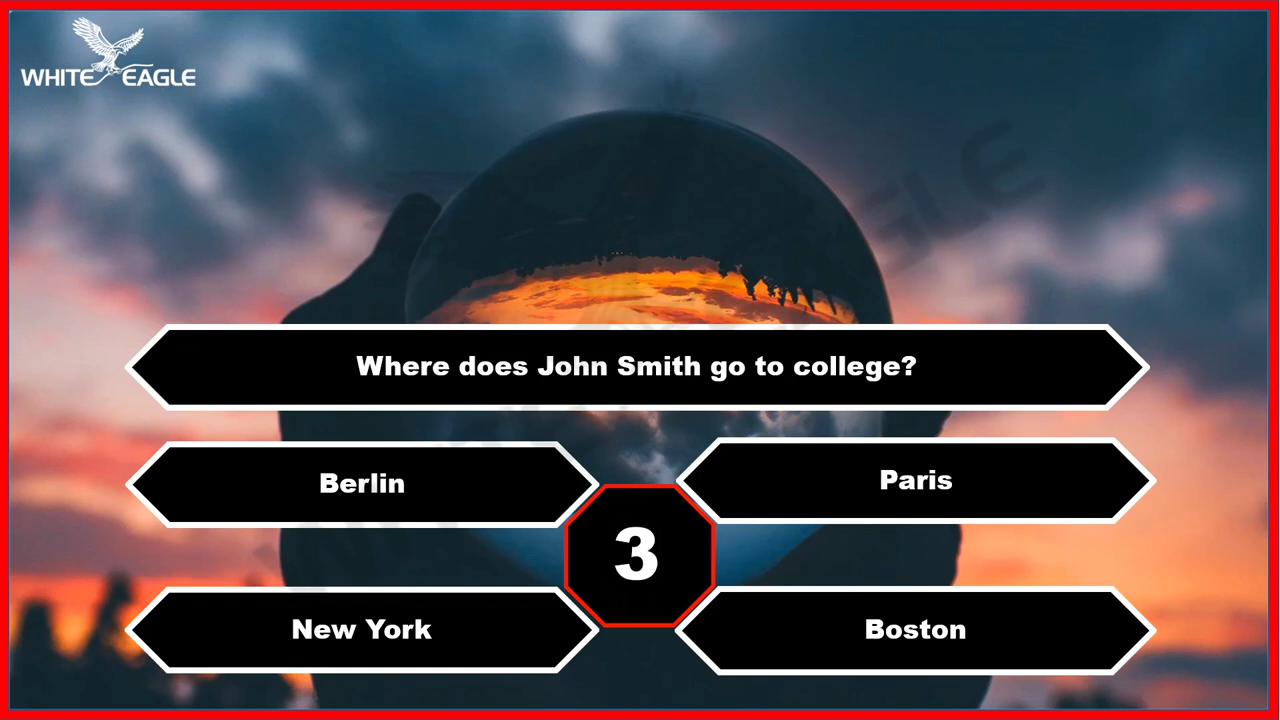 WHITE EAGLE
Where does John Smith go to college?
Berlin
Paris
3
New York
Boston